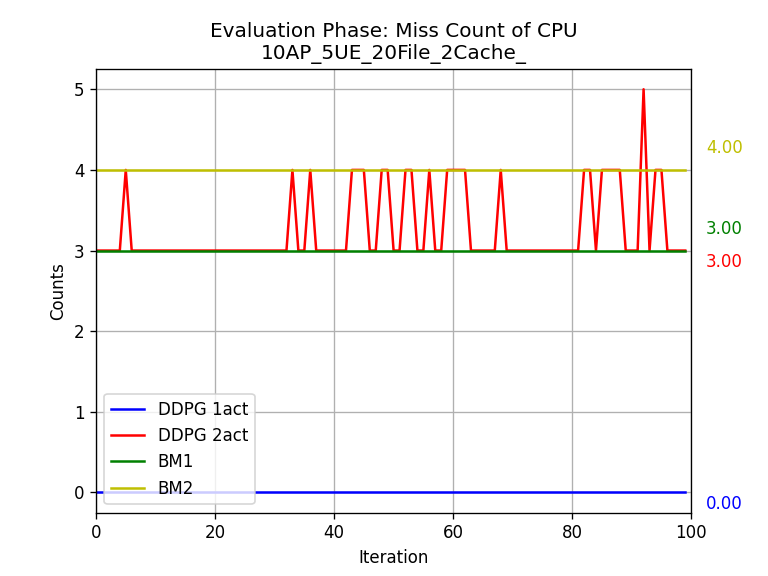 Evaluation Phase: Miss Count of CPU
10AP_5UE_20File_2Cache_
5
4
3
2
1
0
Counts
4.00
3.00
3.00
0.00
DDPG 1act
DDPG 2act
BM1
BM2
0 20 40 60 80 100
Iteration